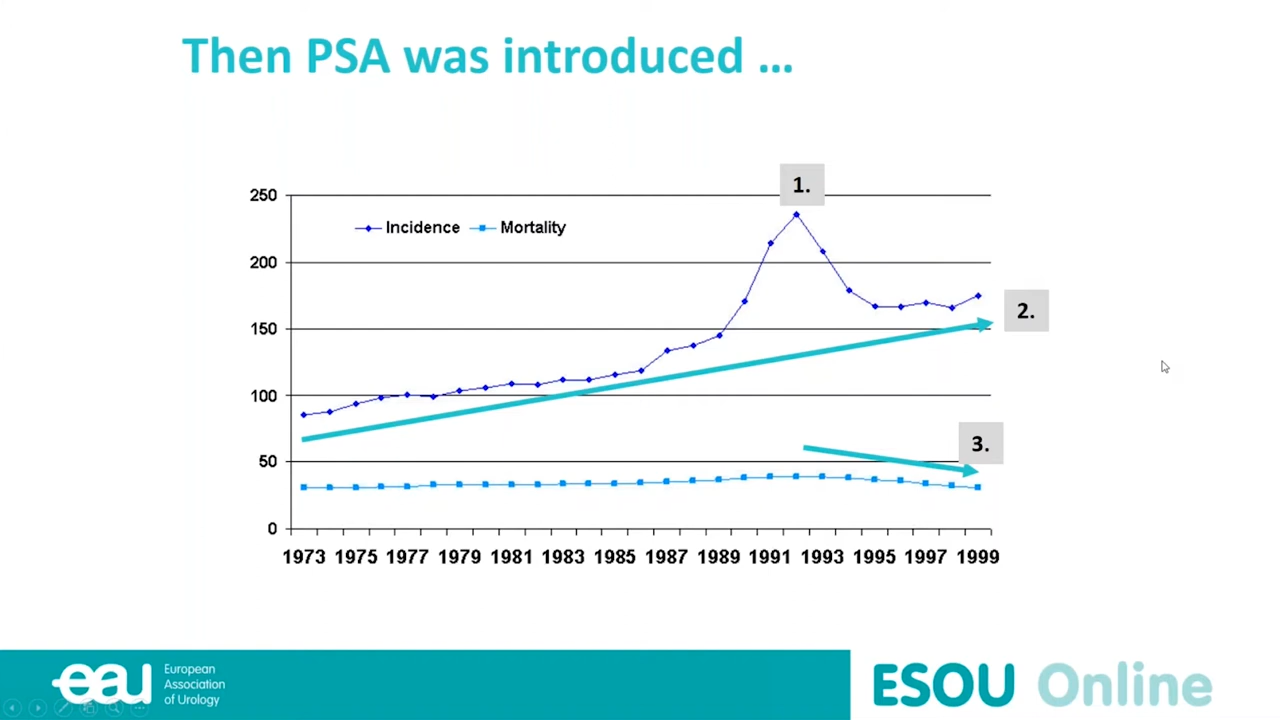 Then PSA was introduced ...
1.
250
Incidence
Mortality
200
2.
150
100
3.
50
0
1973 1975 1977 1979 1981 1983 1985 1987 1989 1991 1993 1995 1997 1999
eau
European
Association
of Urology
ESOU Online